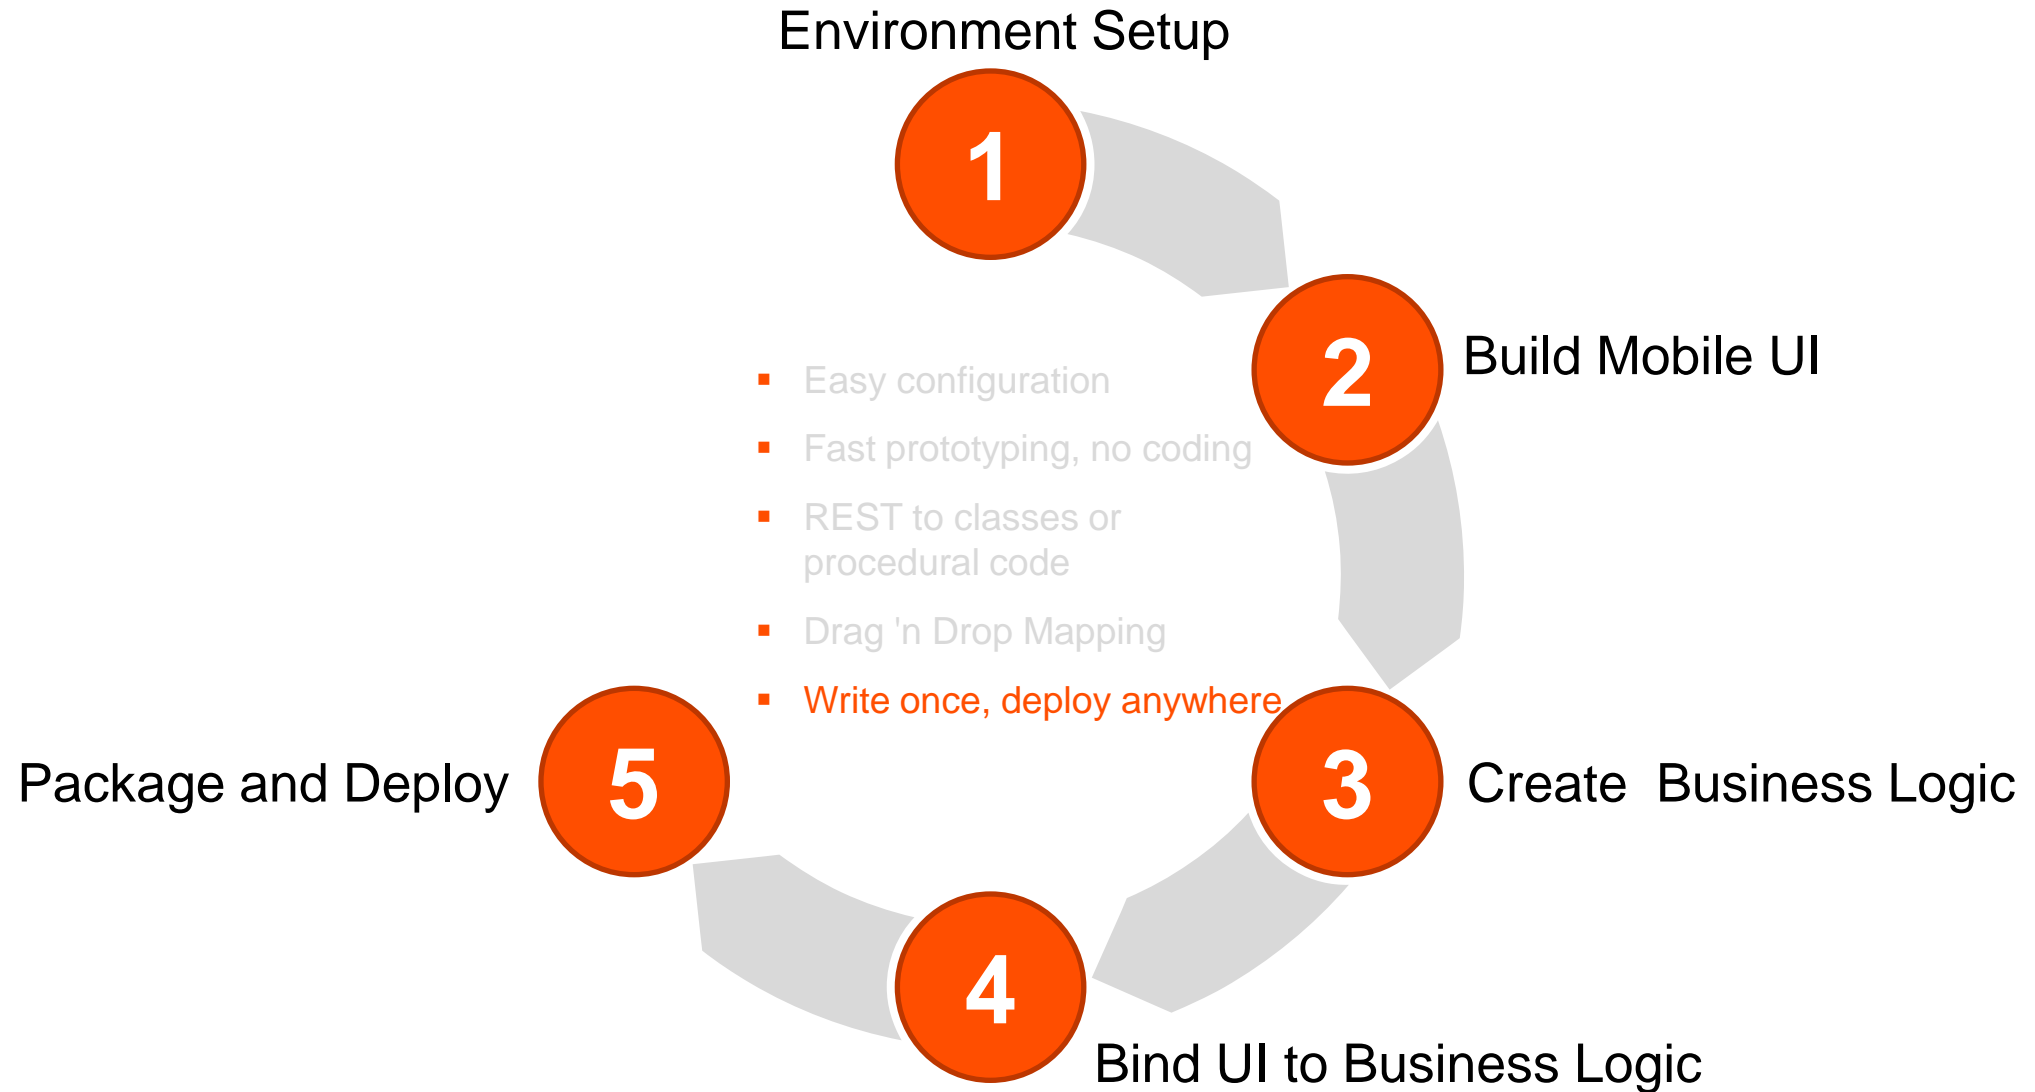 Environment Setup
1
2
Build Mobile UI
▪ Easy configuration
▪ Fast prototyping, no coding
▪ REST to classes or
procedural code
▪ Drag 'n Drop Mapping
▪ Write once, deploy anywhere
Package and Deploy
5
3
Create  Business Logic
4
Bind UI to Business Logic